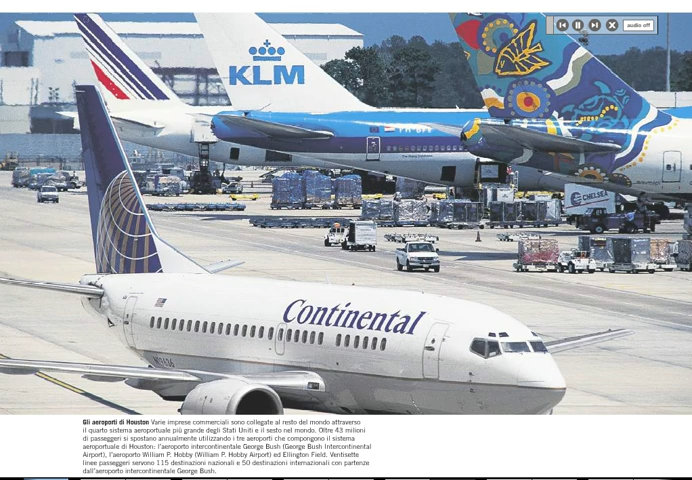 audio off
KLM
CHELSEA
Continental
Gli aeroporti di Houston Varie imprese commerciali sono collegate al resto del mondo attraverso
il quarto sistema aeroportuale più grande degli Stati Uniti e il sesto nel mondo. Oltre 43 milioni
di passeggeri si spostano annualmente utilizzando i tre aeroporti che compongono il sistema
aeroportuale di Houston: l'aeroporto intercontinentale George Bush (George Bush Intercontinental
Airport), l'aeroporto William P. Hobby (William P. Hobby Airport) ed Ellington Field. Ventisette
linee passeggeri servono 115 destinazioni nazionali e 50 destinazioni internazionali con partenze
dall'aeroporto intercontinentale George Bush.